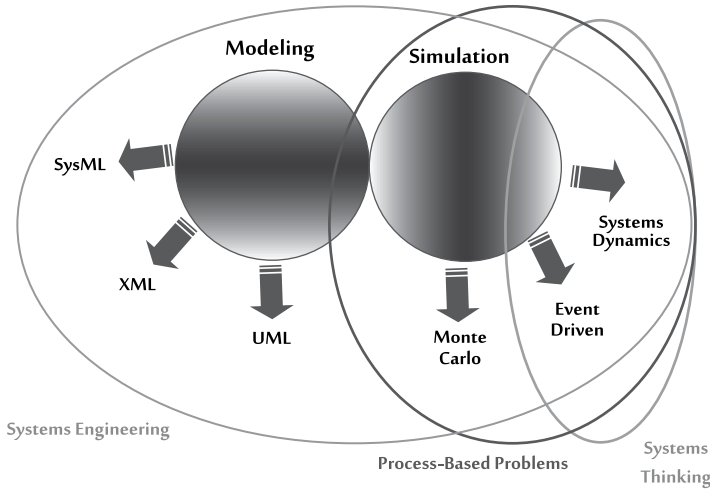 Modeling
Simulation
SysML
XML
UML
Monte
Carlo
Event
Driven
Systems
Dynamics
Systems Engineering
Process-Based Problems
Systems
Thinking